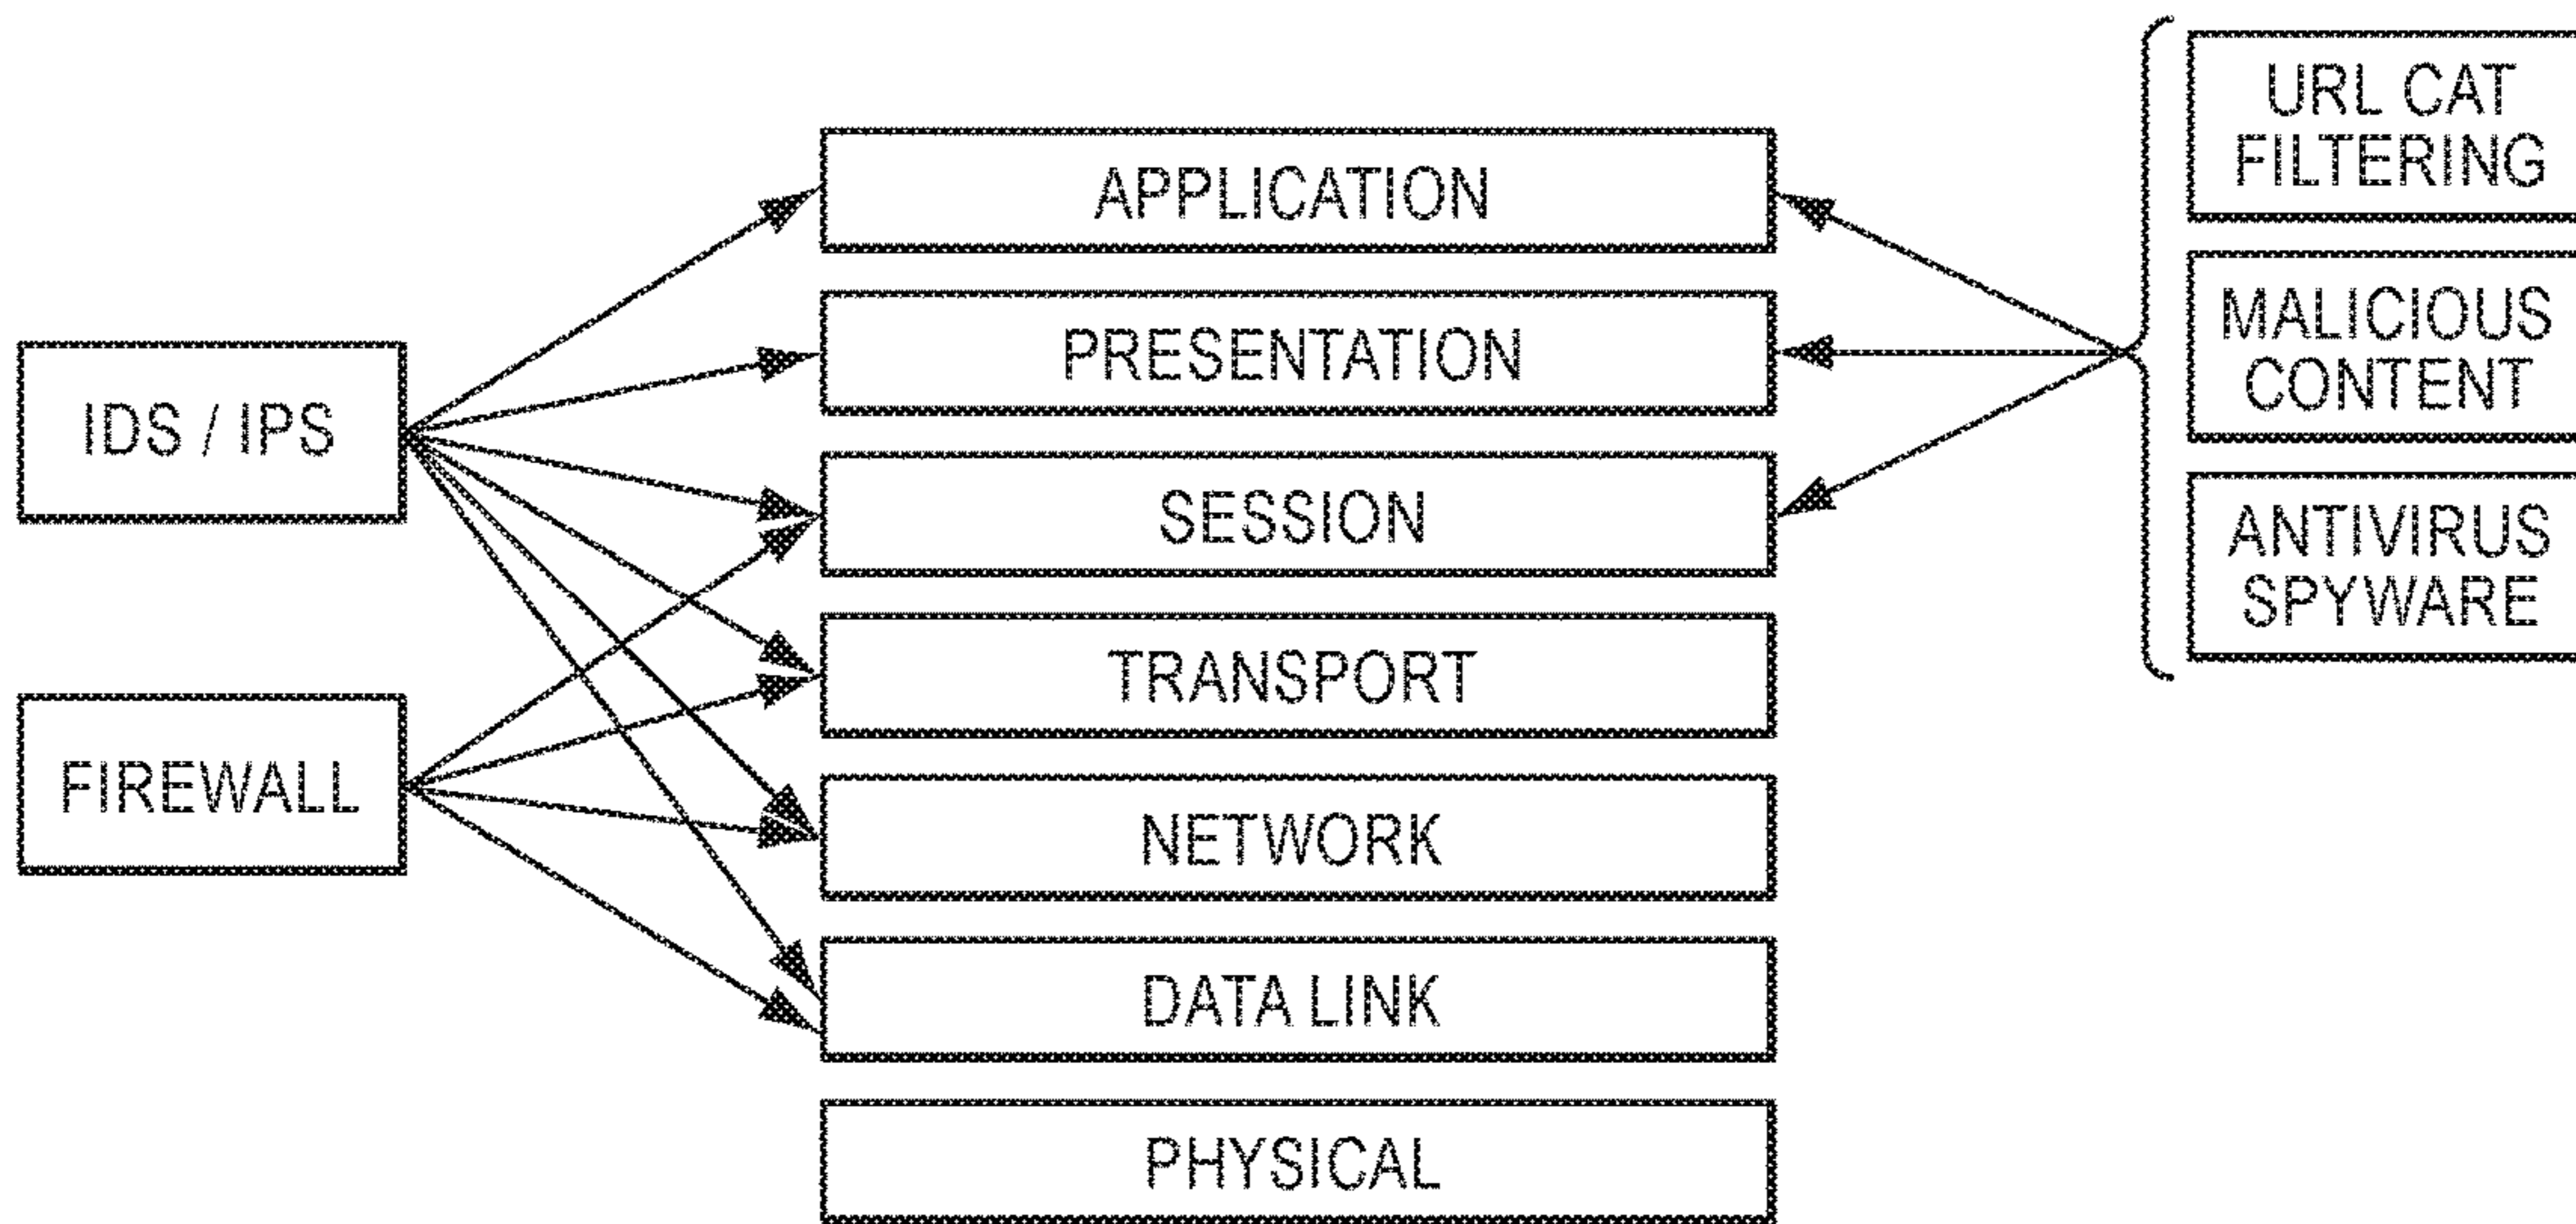 IDS / IPS
FIREWALL
APPLICATION
PRESENTATION
SESSION
TRANSPORT
NETWORK
DATA LINK
PHYSICAL
URL CAT
FILTERING
MALICIOUS
CONTENT
ANTIVIRUS
SPYWARE